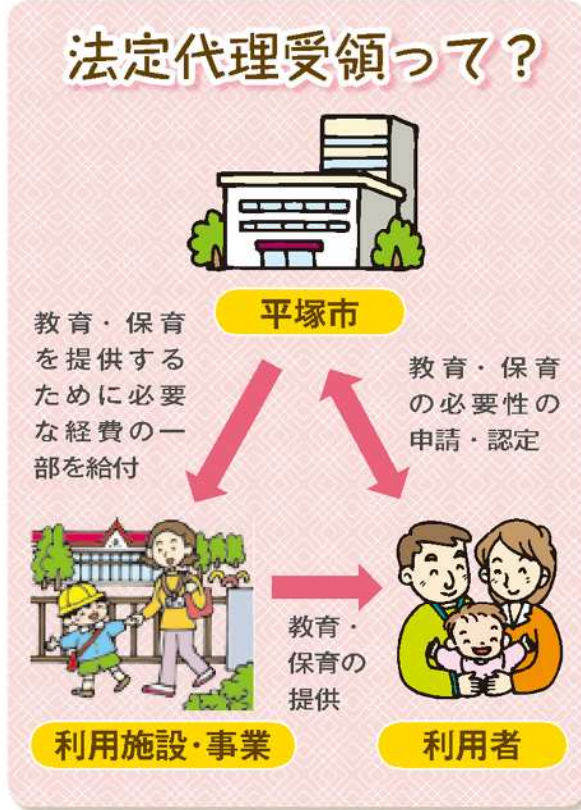 法定代理受領って？
平塚市
教育・保育
を提供する
ために必要
な経費の一
部を給付
教育・保育
の必要性の
申請・認定
教育・
保育の
提供
利用施設・事業
利用者